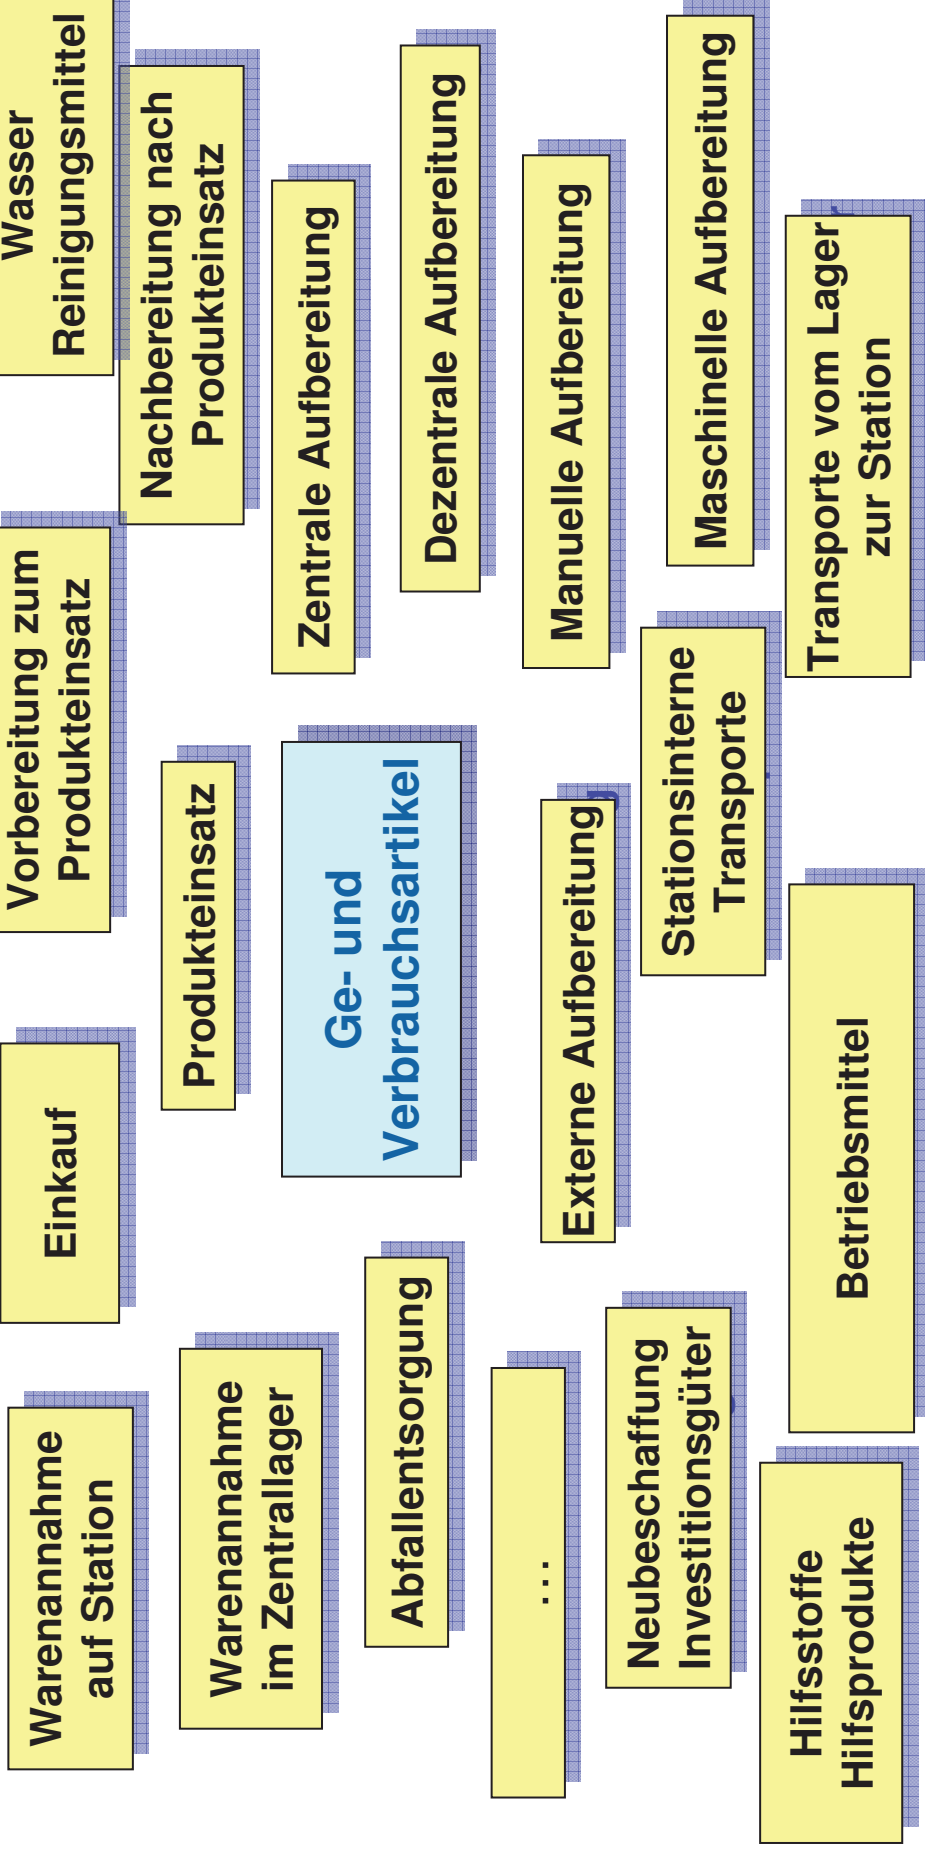 Warenannahme
auf Station
Einkauf
Vorbereitung zum
Produkteinsatz
Wasser
Reinigungsmittel
Nachbereitung nach
Produkteinsatz
Warenannahme
im Zentrallager
Produkteinsatz
Zentrale Aufbereitung
Abfallentsorgung
Ge- und
Verbrauchsartikel
Dezentrale Aufbereitung
...
Externe Aufbereitung
Manuelle Aufbereitung
Neubeschaffung
Investitionsgüter
Stationsinterne
Transporte
Maschinelle Aufbereitung
Hilfsstoffe
Hilfsprodukte
Betriebsmittel
Transporte vom Lager
zur Station